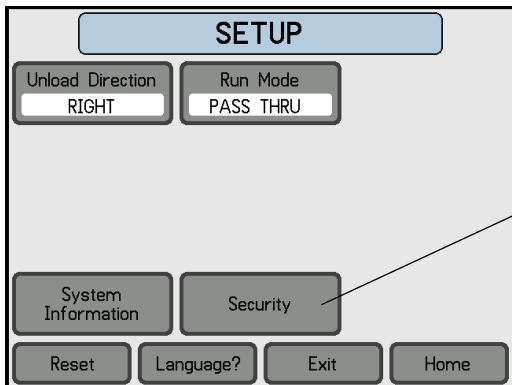 SETUP
Unload Direction
RIGHT
Run Mode
PASS THRU
System
Information
Security
Reset
Language?
Exit
Home